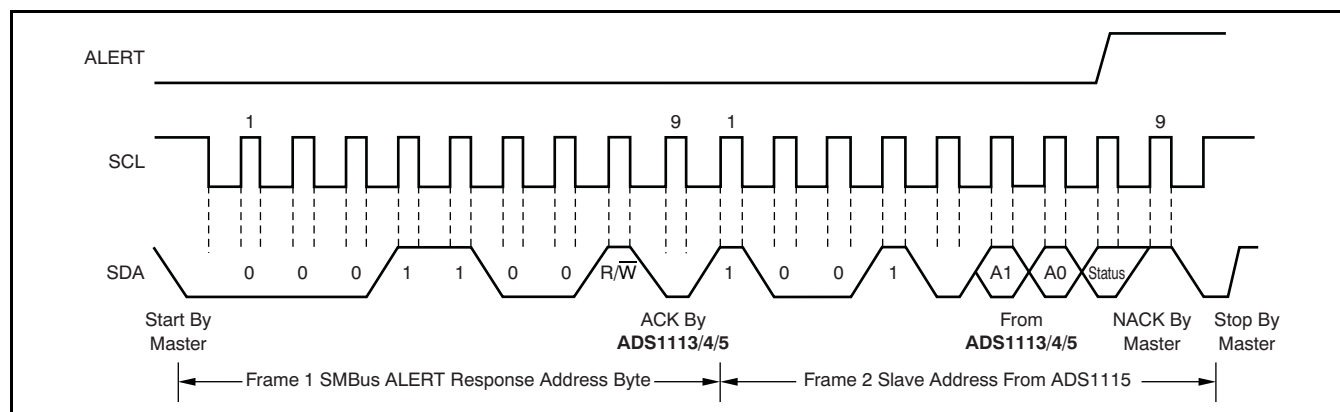 ALERT
1 9 1 9
SCL
SDA 0 0 0 1 1 0 0 R/W 1 0 0 1 A1 A0 Status
Start By
Master
ACK By
ADS1113/4/5
From
ADS1113/4/5
NACK By
Master
Stop By
Master
Frame 1 SMBus ALERT Response Address Byte
Frame 2 Slave Address From ADS1115